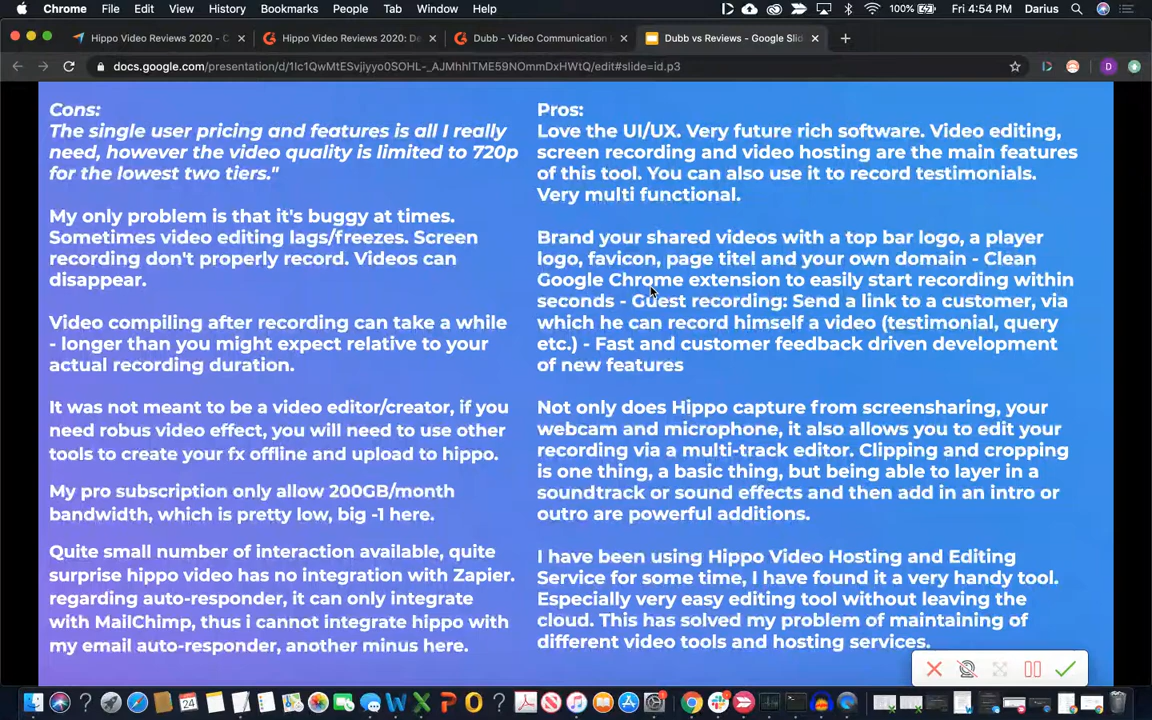 Chrome File Edit View History Bookmarks People Tab Window Help 100% Fri 4:54 PM Darius
Hippo Video Reviews 2020 - C
Hippo Video Reviews 2020: De
Dubb - Video Communication
Dubb vs Reviews - Google Slid
docs.google.com/presentation/d/1Ic1QwMtESvjiyyo0SOHL-_AJMhhITME59NOmmDxHWtQ/edit#slide=id.p3
D
Cons:
The single user pricing and features is all I really
need, however the video quality is limited to 720p
for the lowest two tiers."
My only problem is that it's buggy at times.
Sometimes video editing lags/freezes. Screen
recording don't properly record. Videos can
disappear.
Video compiling after recording can take a while
- longer than you might expect relative to your
actual recording duration.
It was not meant to be a video editor/creator, if you
need robus video effect, you will need to use other
tools to create your fx offline and upload to hippo.
My pro subscription only allow 200GB/month
bandwidth, which is pretty low, big -1 here.
Quite small number of interaction available, quite
surprise hippo video has no integration with Zapier.
regarding auto-responder, it can only integrate
with MailChimp, thus i cannot integrate hippo with
my email auto-responder, another minus here.
Pros:
Love the UI/UX. Very future rich software. Video editing,
screen recording and video hosting are the main features
of this tool. You can also use it to record testimonials.
Very multi functional.
Brand your shared videos with a top bar logo, a player
logo, favicon, page titel and your own domain - Clean
Google Chrome extension to easily start recording within
seconds - Guest recording: Send a link to a customer, via
which he can record himself a video (testimonial, query
etc.) - Fast and customer feedback driven development
of new features
Not only does Hippo capture from screensharing, your
webcam and microphone, it also allows you to edit your
recording via a multi-track editor. Clipping and cropping
is one thing, a basic thing, but being able to layer in a
soundtrack or sound effects and then add in an intro or
outro are powerful additions.
I have been using Hippo Video Hosting and Editing
Service for some time, I have found it a very handy tool.
Especially very easy editing tool without leaving the
cloud. This has solved my problem of maintaining of
different video tools and hosting services.